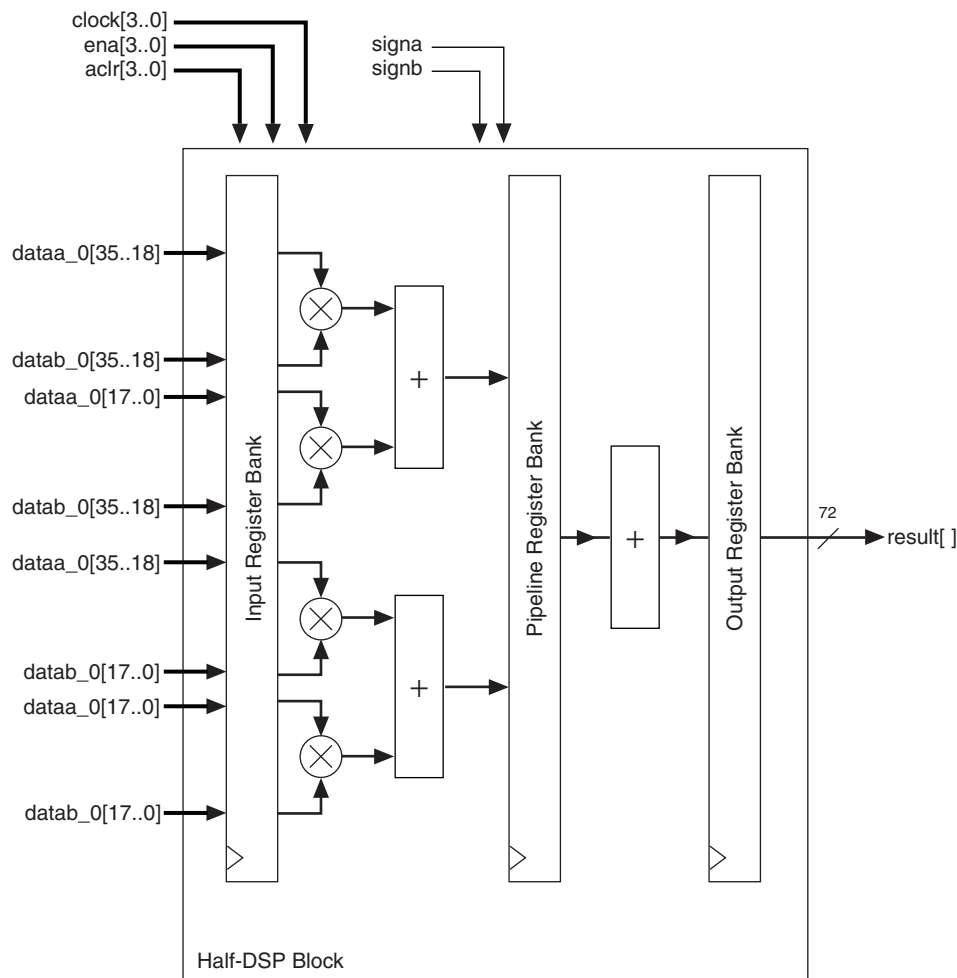 clock[3..0]
ena[3..0]
aclr[3..0]
signa
signb
dataa_0[35..18]
datab_0[35..18]
dataa_0[17..0]
datab_0[35..18]
dataa_0[35..18]
datab_0[17..0]
dataa_0[17..0]
datab_0[17..0]
Input Register Bank
+
+
Pipeline Register Bank
+
Output Register Bank
72
result[ ]
Half-DSP Block